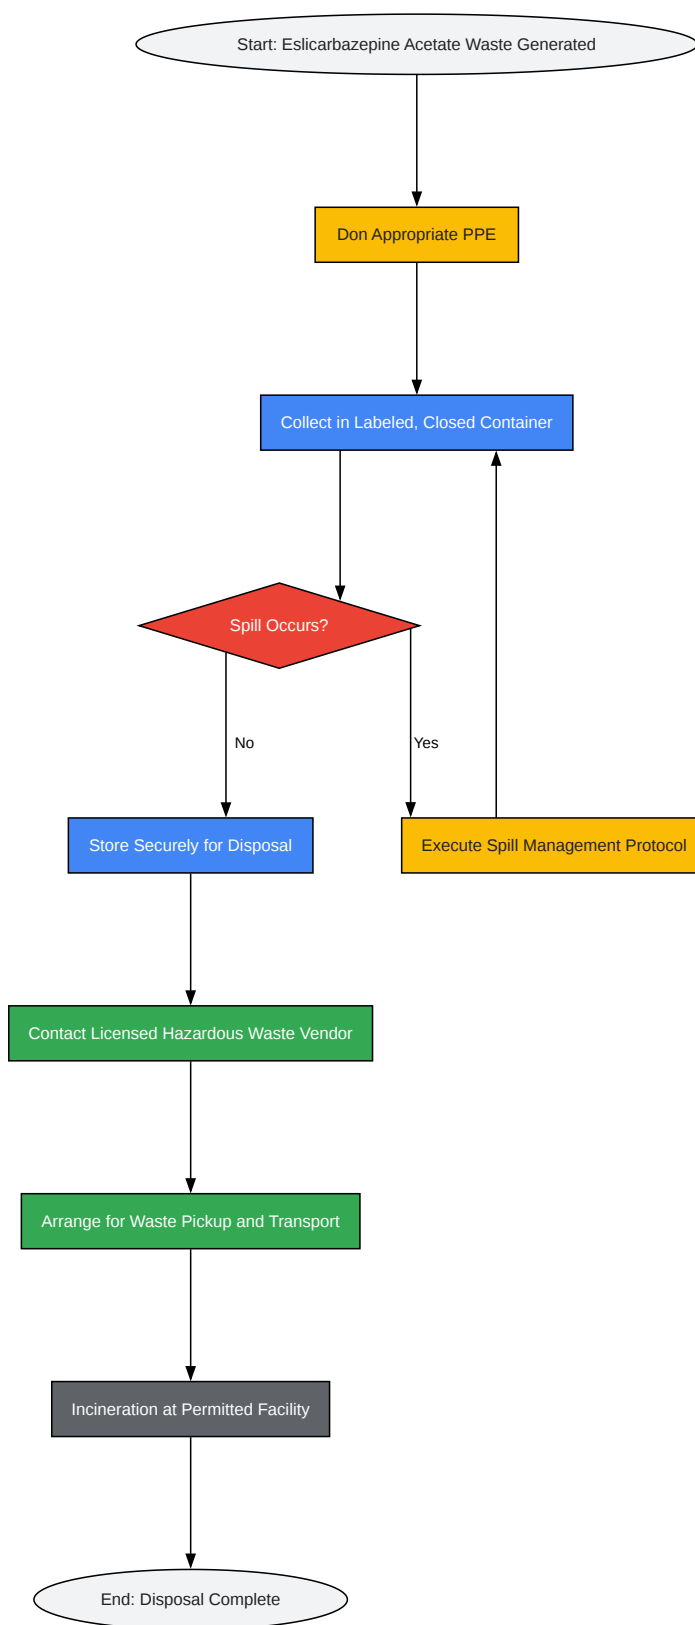 Start: Eslicarbazepine Acetate Waste Generated
Don Appropriate PPE
Collect in Labeled, Closed Container
Spill Occurs?
No
Yes
Store Securely for Disposal
Execute Spill Management Protocol
Contact Licensed Hazardous Waste Vendor
Arrange for Waste Pickup and Transport
Incineration at Permitted Facility
End: Disposal Complete